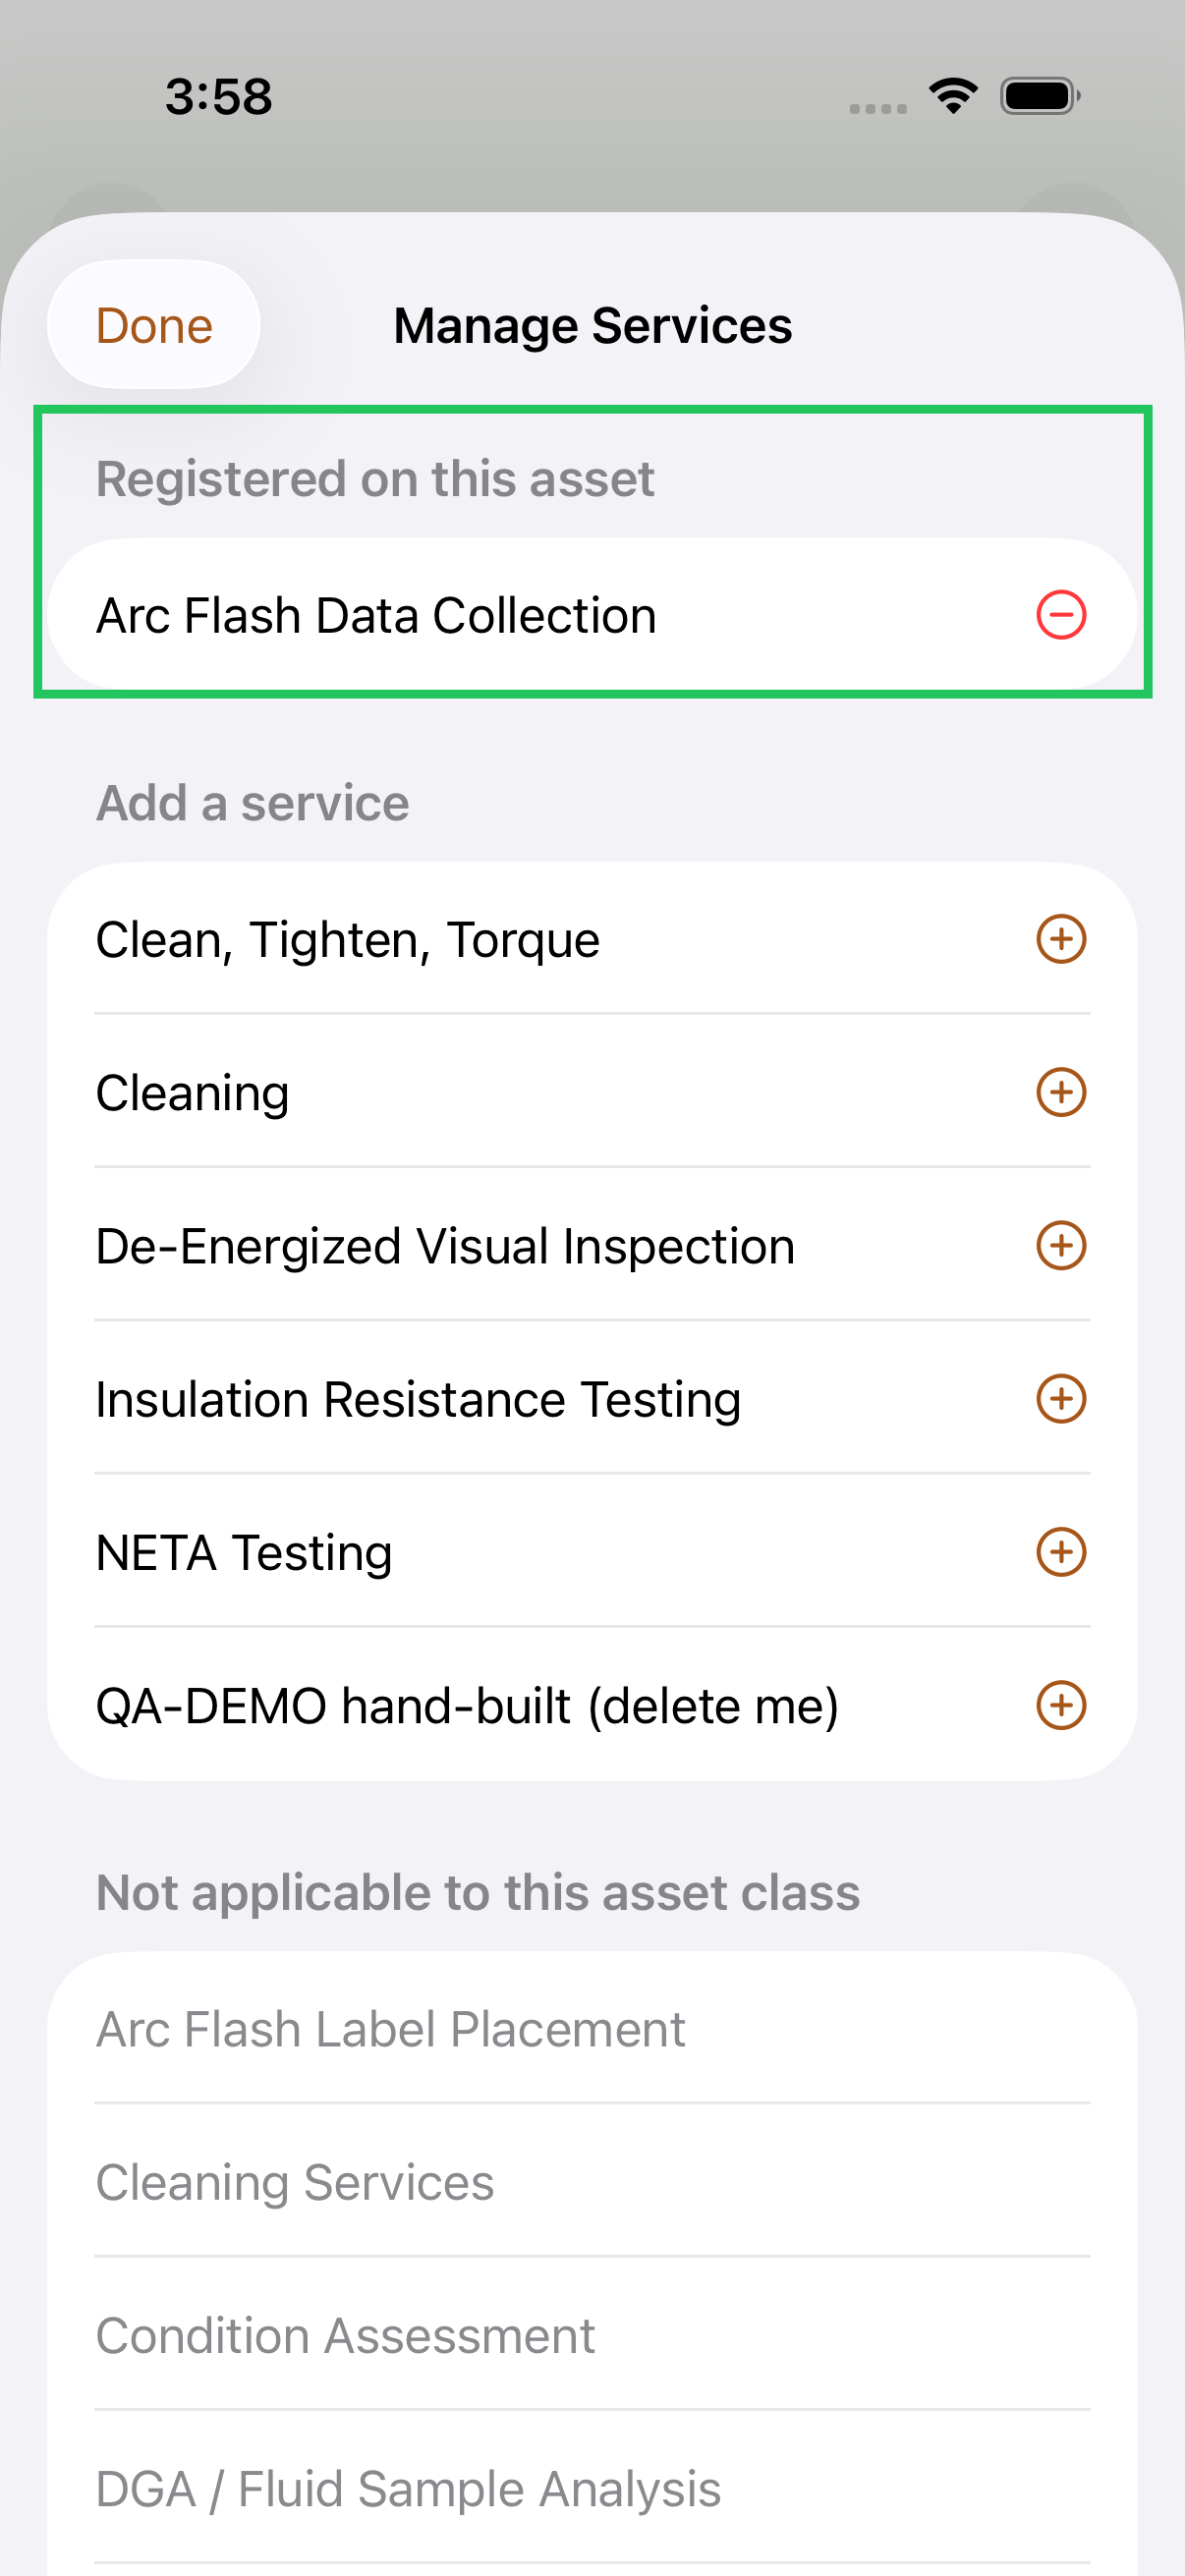 3:58
Done
Manage Services
Registered on this asset
Arc Flash Data Collection
Add a service
Clean, Tighten, Torque
Cleaning
De-Energized Visual Inspection
Insulation Resistance Testing
NETA Testing
QA-DEMO hand-built (delete me)
Not applicable to this asset class
Arc Flash Label Placement
Cleaning Services
Condition Assessment
DGA / Fluid Sample Analysis